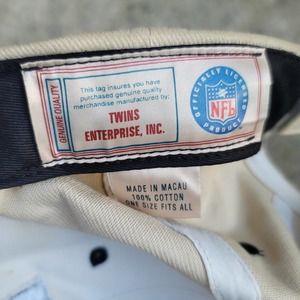 GENUINE QUALITY
This tag insures you have
purchased genuine quality
merchandise manufactured by:
TWINS
ENTERPRISE, INC.
OFFICIALLY LICENSED
NFL
PRODUCT
MADE IN MACAU
100% COTTON
ONE SIZE FITS ALL